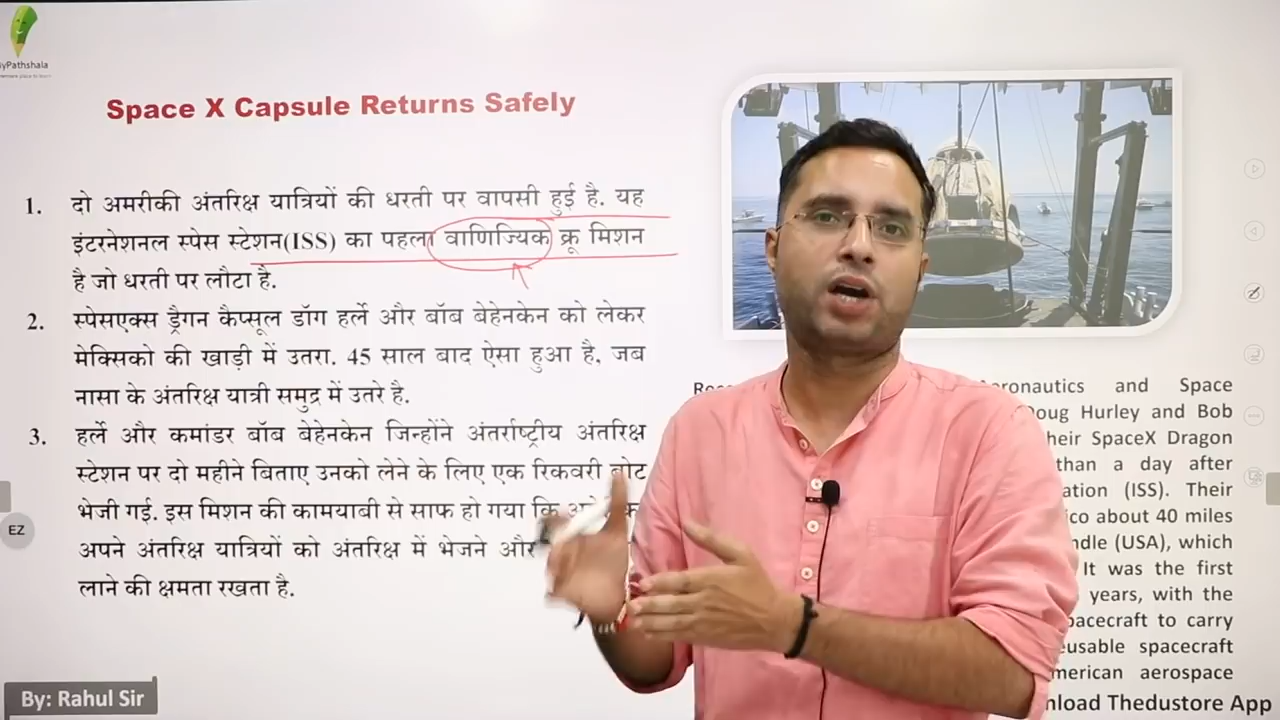 yPathshala
Space X Capsule Returns Safely
1. दो अमरीकी अंतरिक्ष यात्रियों की धरती पर वापसी हुई है. यह
इंटरनेशनल स्पेस स्टेशन(ISS) का पहला वाणिज्यिक क्रू मिशन
है जो धरती पर लौटा है.
2. स्पेसएक्स ड्रैगन कैप्सूल डॉग हर्ले और बॉब बेहेनकेन को लेकर
मेक्सिको की खाड़ी में उतरा. 45 साल बाद ऐसा हुआ है, जब
नासा के अंतरिक्ष यात्री समुद्र में उतरे है.
3. हर्ले और कमांडर बॉब बेहेनकेन जिन्होंने अंतर्राष्ट्रीय अंतरिक्ष
स्टेशन पर दो महीने बिताए उनको लेने के लिए एक रिकवरी बोट
भेजी गई. इस मिशन की कामयाबी से साफ हो गया कि
अपने अंतरिक्ष यात्रियों को अंतरिक्ष में भेजने और
लाने की क्षमता रखता है.
eronautics and Space
Doug Hurley and Bob
heir SpaceX Dragon
than a day after
ation (ISS). Their
ico about 40 miles
ndle (USA), which
It was the first
years, with the
pacecraft to carry
eusable spacecraft
merican aerospace
nload Thedustore App
EZ
By: Rahul Sir